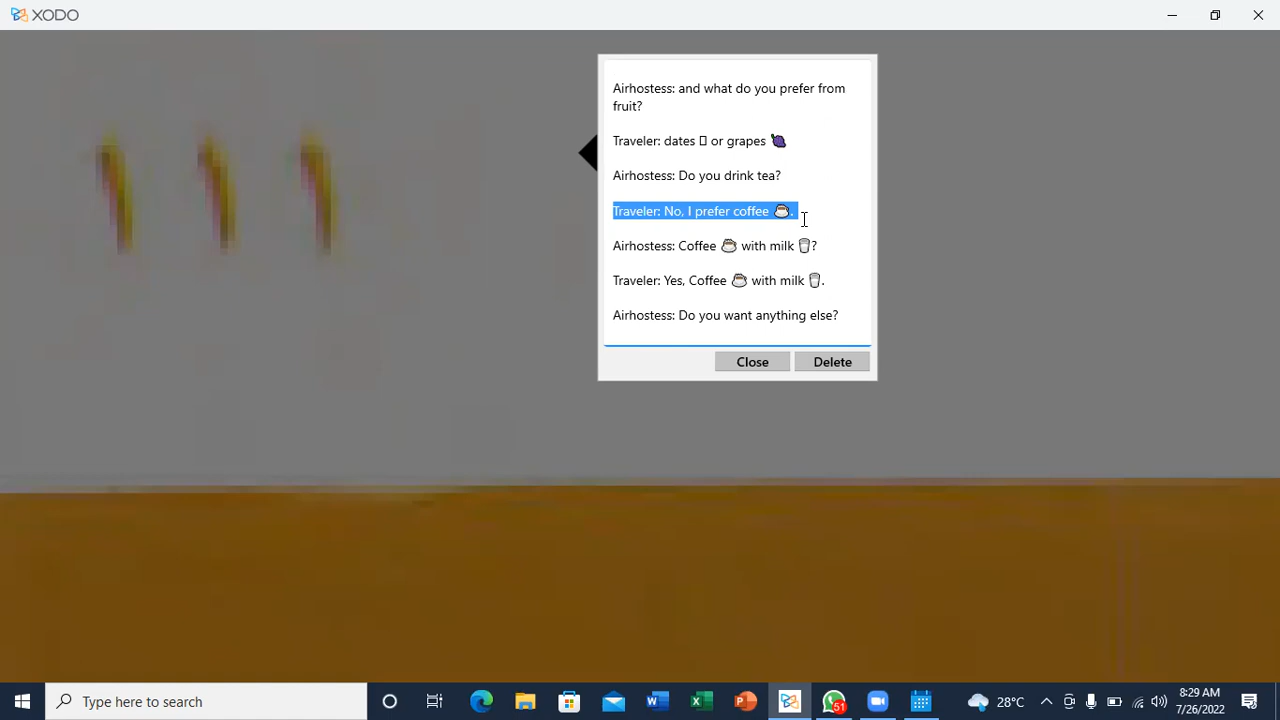 XODO
Airhostess: and what do you prefer from
fruit?
Traveler: dates or grapes 🍇
Airhostess: Do you drink tea?
Traveler: No, I prefer coffee ☕.
Airhostess: Coffee ☕ with milk 🥛?
Traveler: Yes, Coffee ☕ with milk 🥛.
Airhostess: Do you want anything else?
Close Delete
Type here to search
51
28°C
8:29 AM
7/26/2022